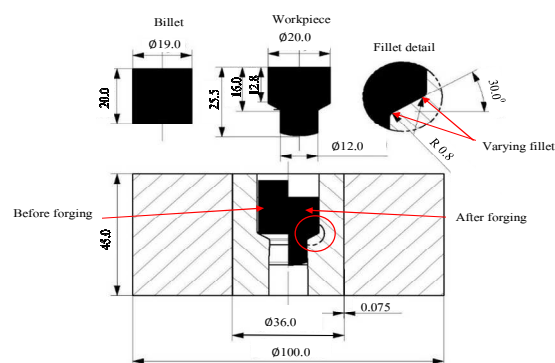 Billet
Workpiece
Ø19.0
Ø20.0
Fillet detail
20.0
25.5
16.0
12.8
30.0°
Ø12.0
R 0.8
Varying fillet
Before forging
After forging
45.0
0.075
Ø36.0
Ø100.0